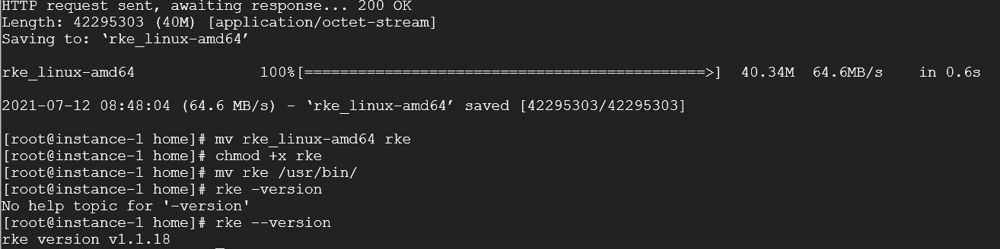 HTTP request sent, awaiting response... 200 OK
Length: 42295303 (40M) [application/octet-stream]
Saving to: ‘rke_linux-amd64’
rke_linux-amd64 100%[=============================================>] 40.34M 64.6MB/s in 0.6s
2021-07-12 08:48:04 (64.6 MB/s) - ‘rke_linux-amd64’ saved [42295303/42295303]
[root@instance-1 home]# mv rke_linux-amd64 rke
[root@instance-1 home]# chmod +x rke
[root@instance-1 home]# mv rke /usr/bin/
[root@instance-1 home]# rke –version
No help topic for '–version'
[root@instance-1 home]# rke --version
rke version v1.1.18